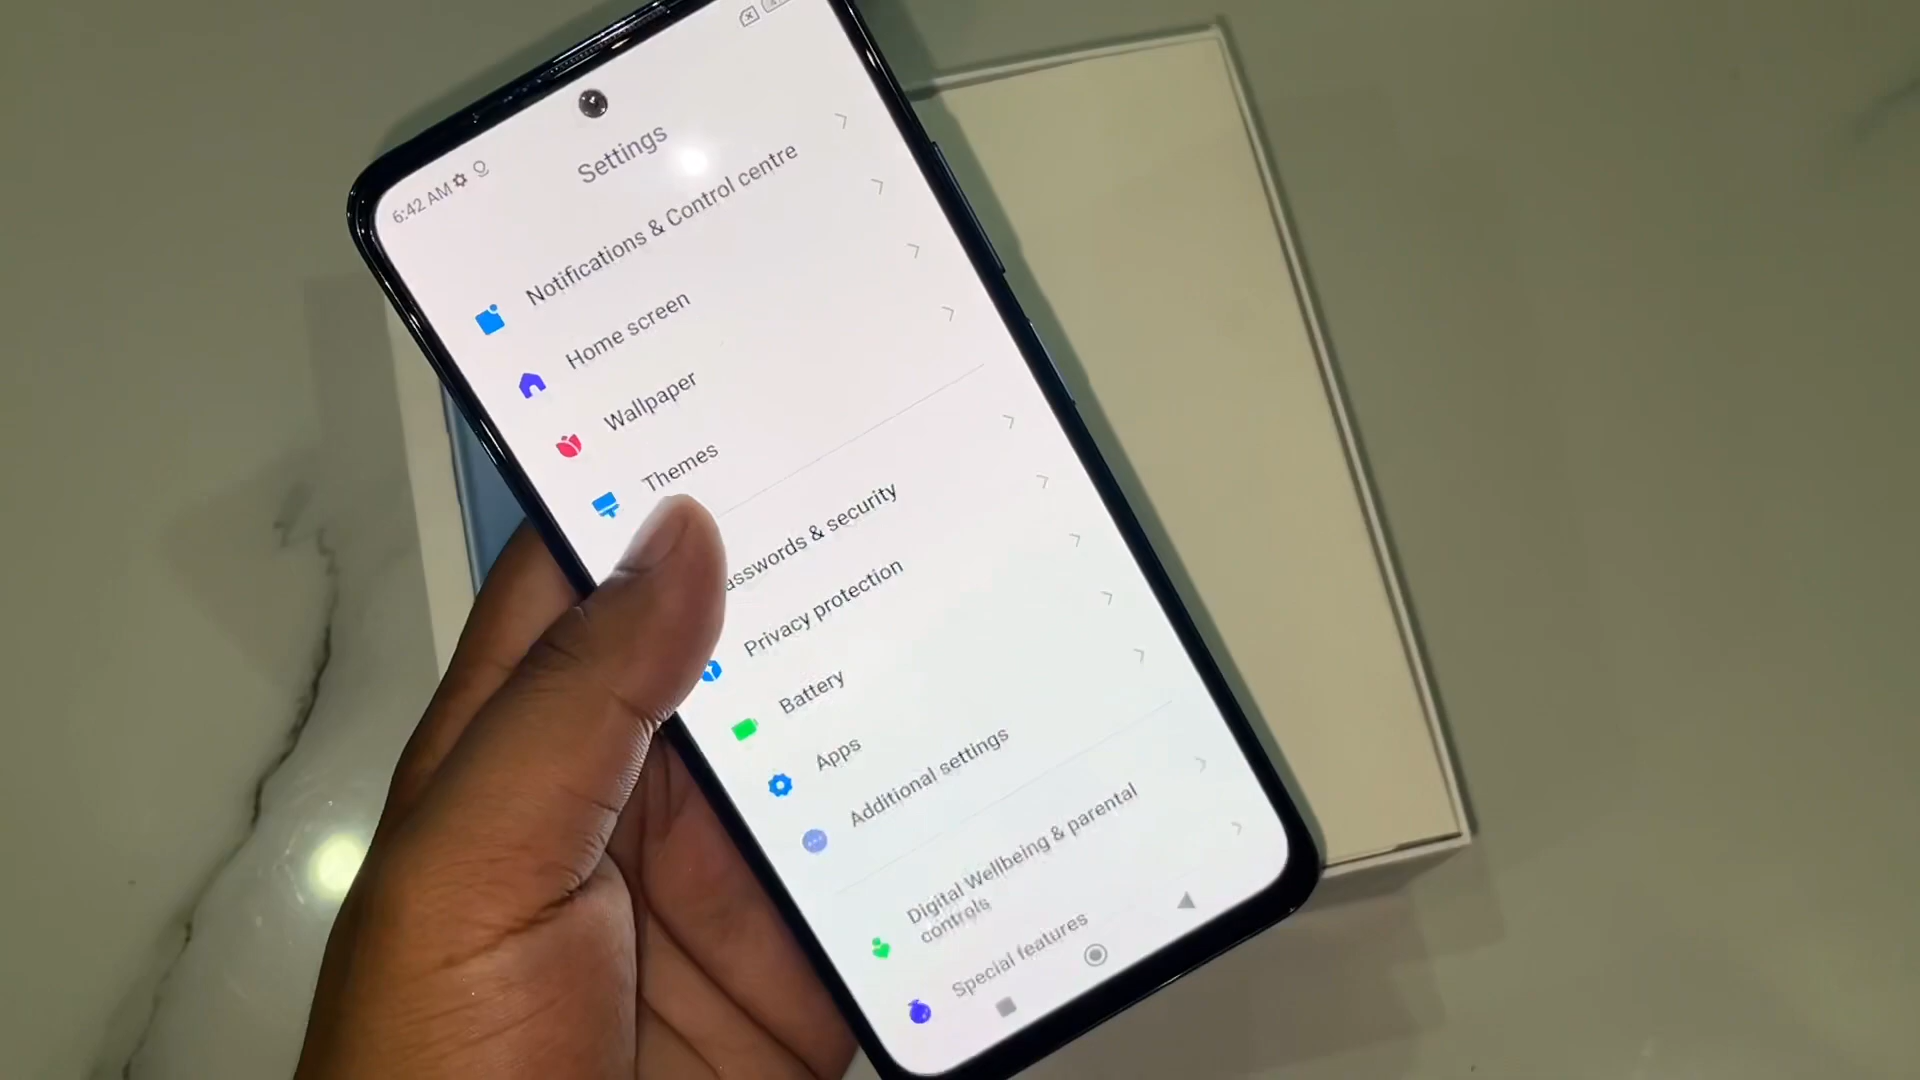 6:42 AM
Settings
Notifications & Control centre
Home screen
Wallpaper
Themes
asswords & security
Privacy protection
Battery
Apps
Additional settings
Digital Wellbeing & parental
controls
Special features